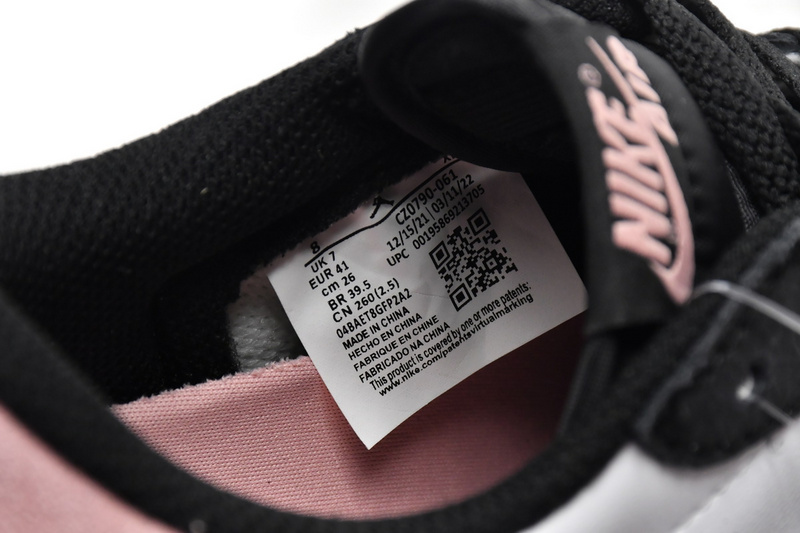 8
UK 7
EUR 41
cm 26
BR 39.5
CN 260(2.5)
CZ0790-061
12/15/21 03/11/22
UPC 00195869213705
04BAET8GFP2A2
MADE IN CHINA
HECHO EN CHINA
FABRIQUE EN CHINE
FABRICADO NA CHINA
This product is covered by one or more patents:
www.nike.com/patentsvirtualmarking
NIKE
AIR